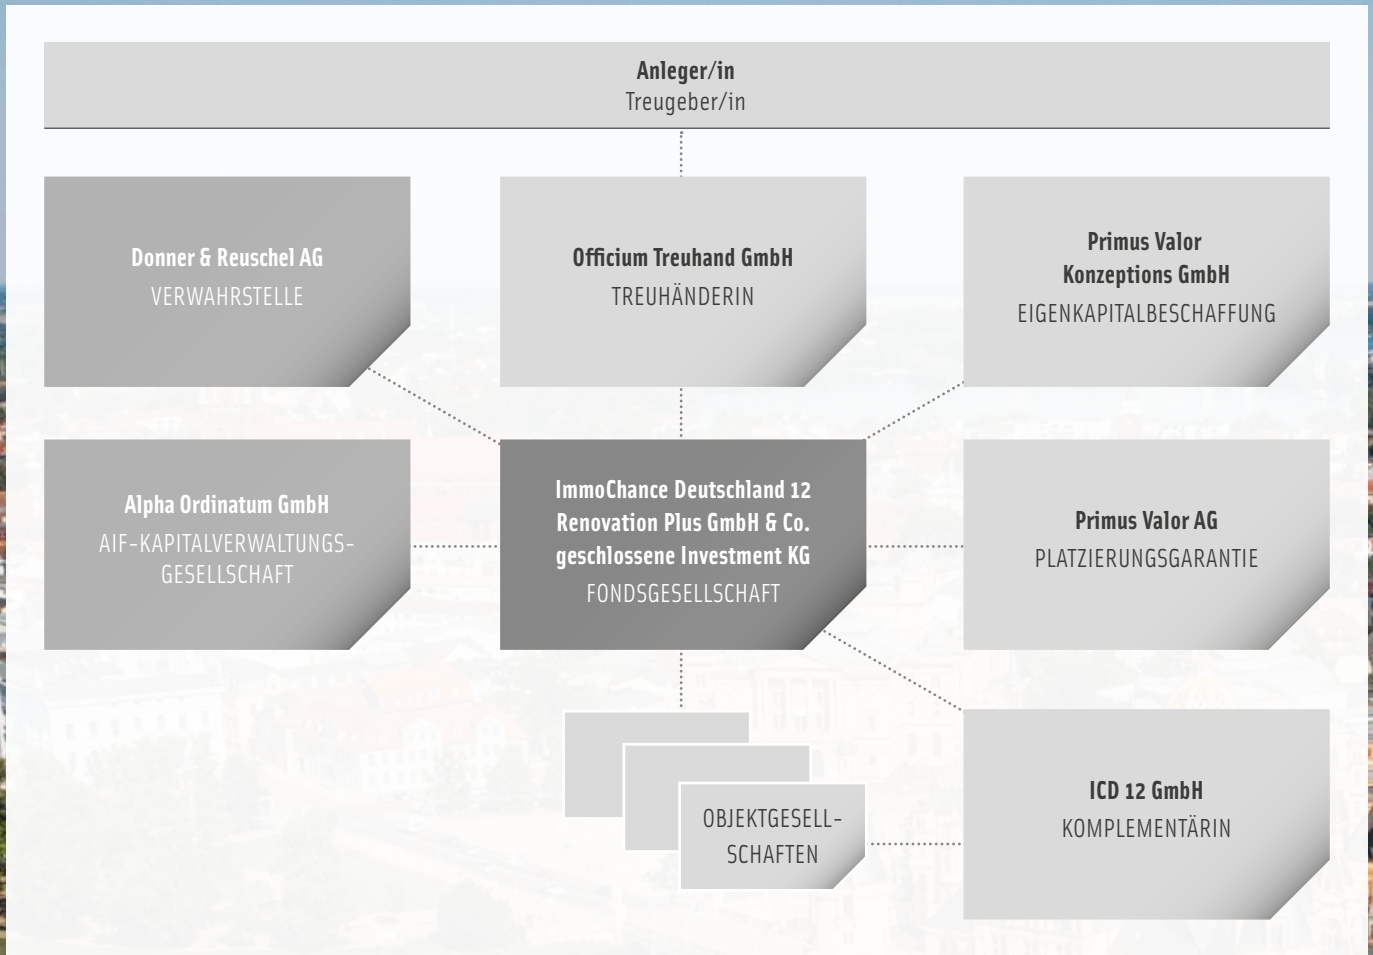 Anleger/in
Treugeber/in
Donner & Reuschel AG
VERWAHRSTELLE
Officium Treuhand GmbH
TREUHÄNDERIN
Primus Valor
Konzeptions GmbH
EIGENKAPITALBESCHAFFUNG
Alpha Ordinatum GmbH
AIF-KAPITALVERWALTUNGS-
GESELLSCHAFT
ImmoChance Deutschland 12
Renovation Plus GmbH & Co.
geschlossene Investment KG
FONDSGESELLSCHAFT
Primus Valor AG
PLATZIERUNGSGARANTIE
OBJEKTGESELL-
SCHAFTEN
ICD 12 GmbH
KOMPLEMENTÄRIN